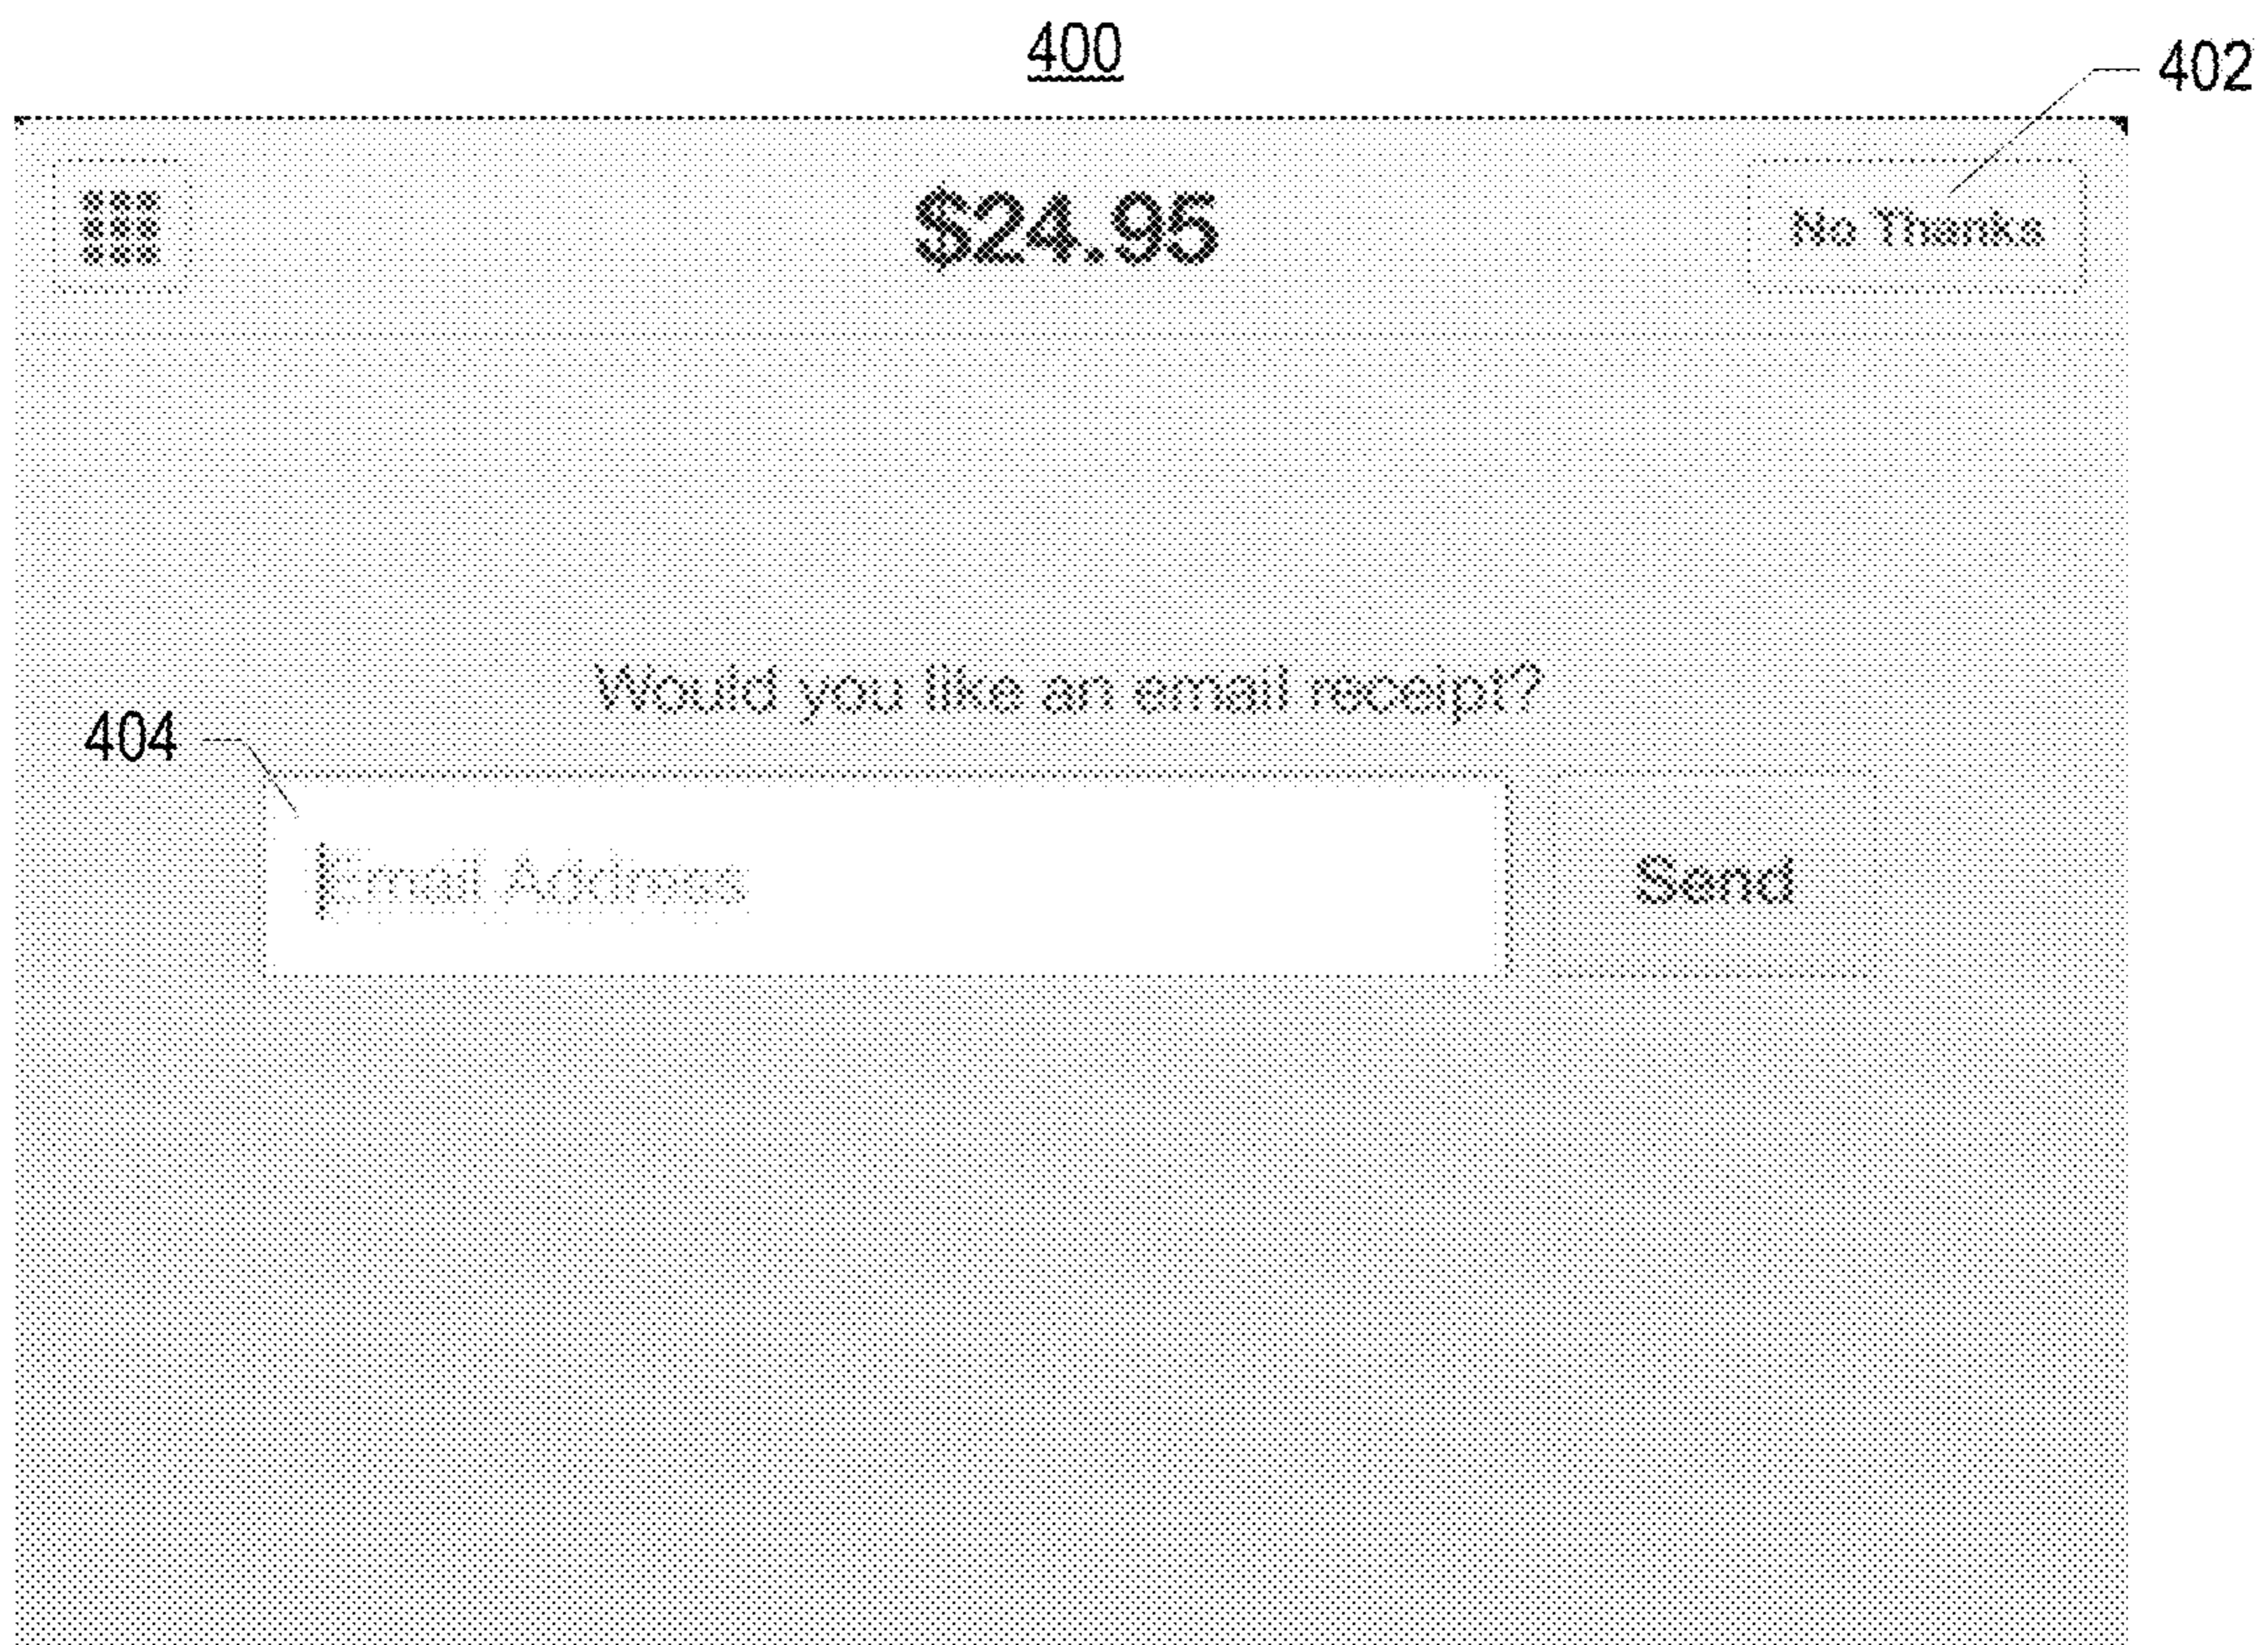 400
402
$24.95
No Thanks
Would you like an email receipt?
404
Email Address
Send